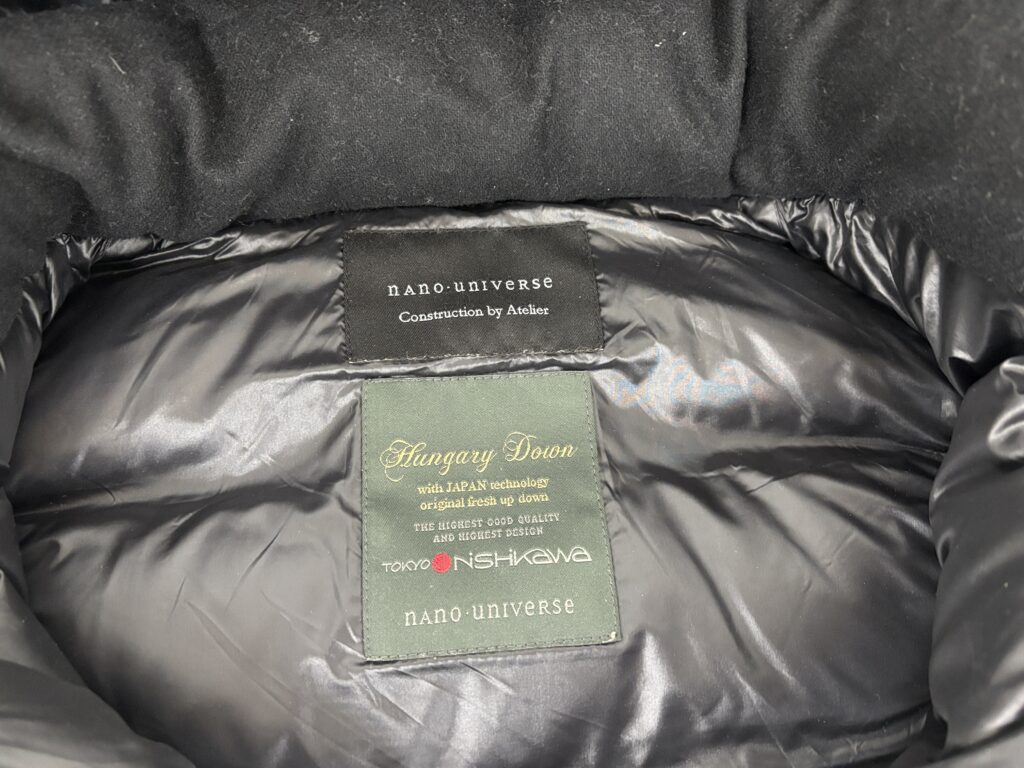 nano·universe
Construction by Atelier
Hungary Down
with JAPAN technology
original fresh up down
THE HIGHEST GOOD QUALITY
AND HIGHEST DESIGN
TOKYO NiSHiKaWa
nano·universe